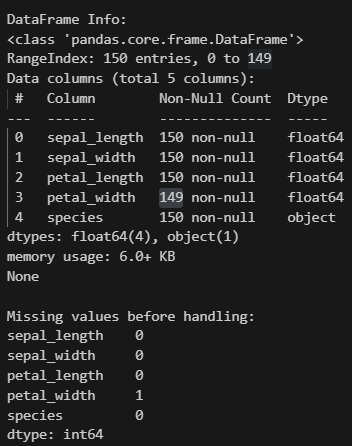 DataFrame Info:
<class 'pandas.core.frame.DataFrame'>
RangeIndex: 150 entries, 0 to 149
Data columns (total 5 columns):
 #   Column        Non-Null Count  Dtype
---  ------        --------------  -----
 0   sepal_length  150 non-null    float64
 1   sepal_width   150 non-null    float64
 2   petal_length  150 non-null    float64
 3   petal_width   149 non-null    float64
 4   species       150 non-null    object
dtypes: float64(4), object(1)
memory usage: 6.0+ KB
None

Missing values before handling:
sepal_length    0
sepal_width     0
petal_length    0
petal_width     1
species         0
dtype: int64